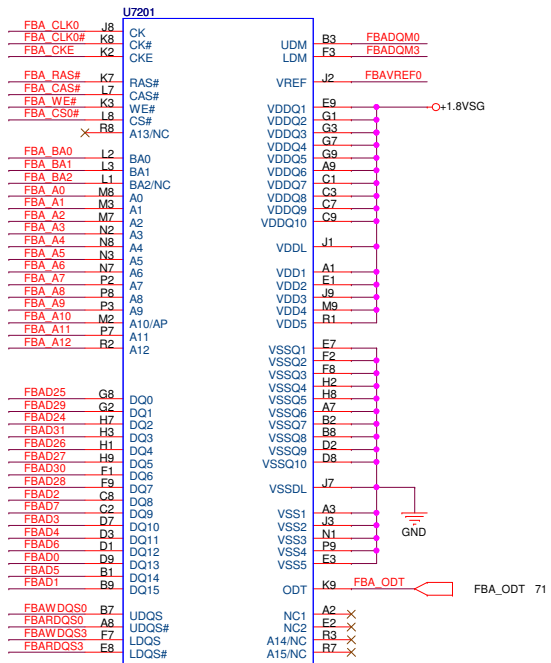 U7201
FBA_CLK0 J8 CK
FBA_CLK0# K8 CK#
FBA_CKE K2 CKE
FBA_RAS# K7 RAS#
FBA_CAS# L7 CAS#
FBA_WE# K3 WE#
FBA_CS0# L8 CS#
R8 A13/NC
FBA_BA0 L2 BA0
FBA_BA1 L3 BA1
FBA_BA2 L1 BA2/NC
FBA_A0 M8 A0
FBA_A1 M3 A1
FBA_A2 M7 A2
FBA_A3 N2 A3
FBA_A4 N8 A4
FBA_A5 N3 A5
FBA_A6 N7 A6
FBA_A7 P2 A7
FBA_A8 P8 A8
FBA_A9 P3 A9
FBA_A10 M2 A10/AP
FBA_A11 P7 A11
FBA_A12 R2 A12
FBAD25 G8 DQ0
FBAD29 G2 DQ1
FBAD24 H7 DQ2
FBAD31 H3 DQ3
FBAD26 H1 DQ4
FBAD27 H9 DQ5
FBAD30 F1 DQ6
FBAD28 F9 DQ7
FBAD2 C8 DQ8
FBAD7 C2 DQ9
FBAD3 D7 DQ10
FBAD4 D3 DQ11
FBAD6 D1 DQ12
FBAD0 D9 DQ13
FBAD5 B1 DQ14
FBAD1 B9 DQ15
FBAWDQS0 B7 UDQS
FBARDQS0 A8 UDQS#
FBAWDQS3 F7 LDQS
FBARDQS3 E8 LDQS#
UDM B3 FBADQM0
LDM F3 FBADQM3
VREF J2 FBAVREF0
VDDQ1 E9 +1.8VSG
VDDQ2 G1
VDDQ3 G3
VDDQ4 G7
VDDQ5 G9
VDDQ6 A9
VDDQ7 C1
VDDQ8 C3
VDDQ9 C7
VDDQ10 C9
VDDL J1
VDD1 A1
VDD2 E1
VDD3 J9
VDD4 M9
VDD5 R1
VSSQ1 E7
VSSQ2 F2
VSSQ3 F8
VSSQ4 H2
VSSQ5 H8
VSSQ6 A7
VSSQ7 B2
VSSQ8 B8
VSSQ9 D2
VSSQ10 D8
VSSDL J7
VSS1 A3
VSS2 J3
VSS3 N1
VSS4 P9
VSS5 E3
GND
ODT K9 FBA_ODT FBA_ODT 71
NC1 A2
NC2 E2
A14/NC R3
A15/NC R7